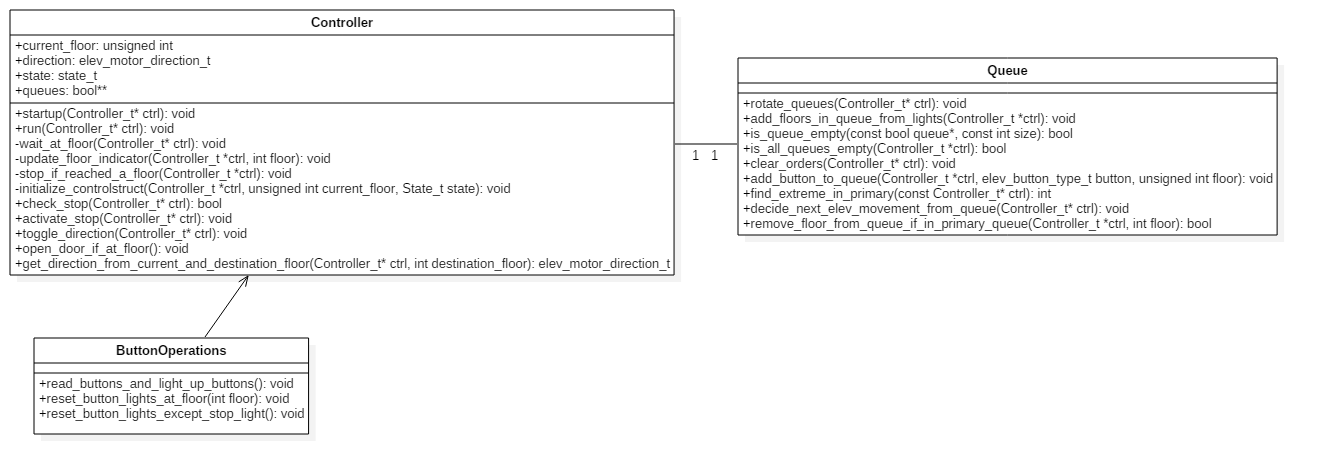 Controller
+current_floor: unsigned int
+direction: elev_motor_direction_t
+state: state_t
+queues: bool**
+startup(Controller_t* ctrl): void
+run(Controller_t* ctrl): void
-wait_at_floor(Controller_t* ctrl): void
-update_floor_indicator(Controller_t *ctrl, int floor): void
-stop_if_reached_a_floor(Controller_t *ctrl): void
-initialize_controlstruct(Controller_t *ctrl, unsigned int current_floor, State_t state): void
+check_stop(Controller_t* ctrl): bool
+activate_stop(Controller_t* ctrl): void
+toggle_direction(Controller_t* ctrl): void
+open_door_if_at_floor(): void
+get_direction_from_current_and_destination_floor(Controller_t* ctrl, int destination_floor): elev_motor_direction_t
1 1
Queue
+rotate_queues(Controller_t* ctrl): void
+add_floors_in_queue_from_lights(Controller_t *ctrl): void
+is_queue_empty(const bool queue*, const int size): bool
+is_all_queues_empty(Controller_t *ctrl): bool
+clear_orders(Controller_t* ctrl): void
+add_button_to_queue(Controller_t *ctrl, elev_button_type_t button, unsigned int floor): void
+find_extreme_in_primary(const Controller_t* ctrl): int
+decide_next_elev_movement_from_queue(Controller_t* ctrl): void
+remove_floor_from_queue_if_in_primary_queue(Controller_t *ctrl, int floor): bool
ButtonOperations
+read_buttons_and_light_up_buttons(): void
+reset_button_lights_at_floor(int floor): void
+reset_button_lights_except_stop_light(): void